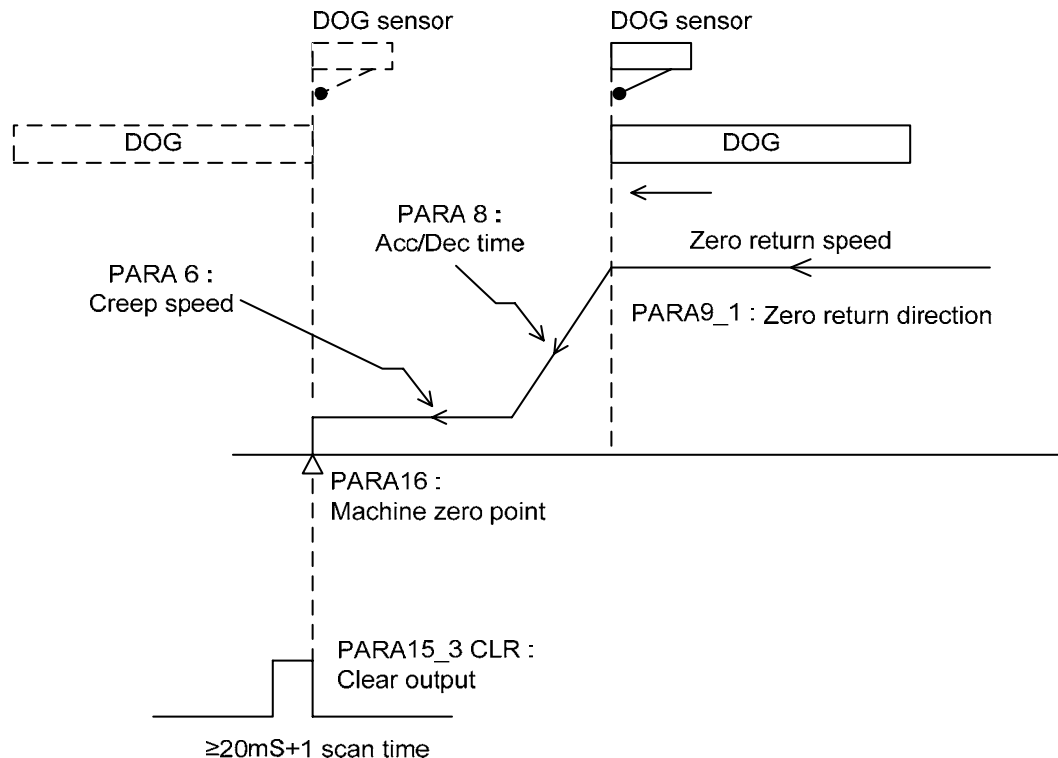 DOG sensor
DOG sensor
DOG
DOG
PARA 8 :
Acc/Dec time
Zero return speed
PARA 6 :
Creep speed
PARA9_1 : Zero return direction
PARA16 :
Machine zero point
PARA15_3 CLR :
Clear output
≥20mS+1 scan time